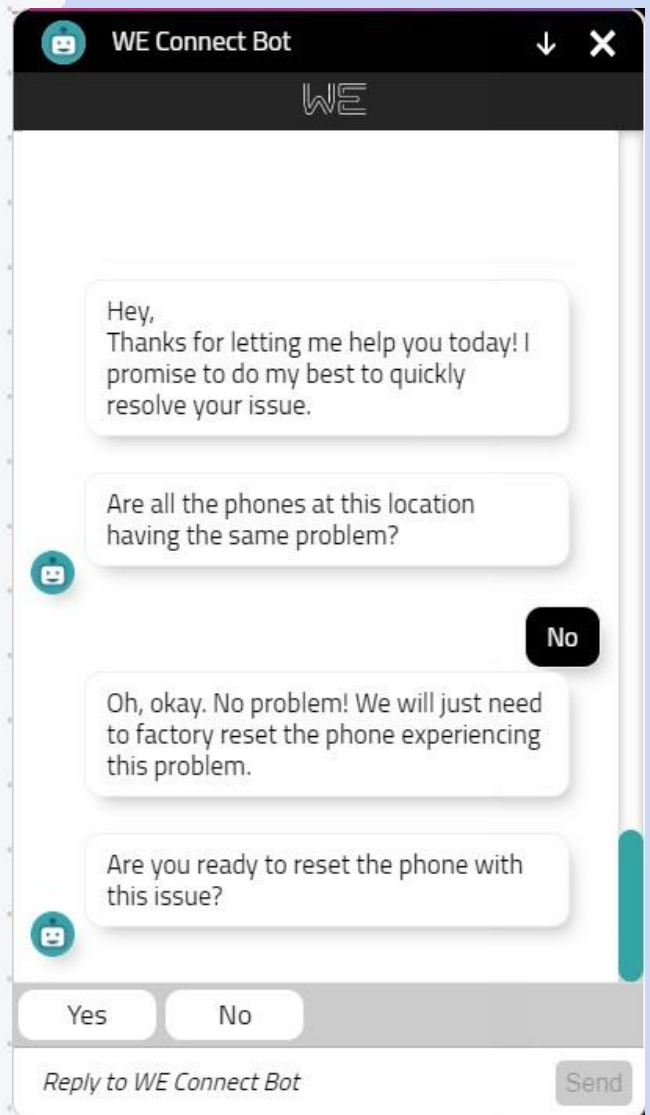 WE Connect Bot
WE
Hey,
Thanks for letting me help you today! I
promise to do my best to quickly
resolve your issue.
Are all the phones at this location
having the same problem?
No
Oh, okay. No problem! We will just need
to factory reset the phone experiencing
this problem.
Are you ready to reset the phone with
this issue?
Yes No
Reply to WE Connect Bot Send